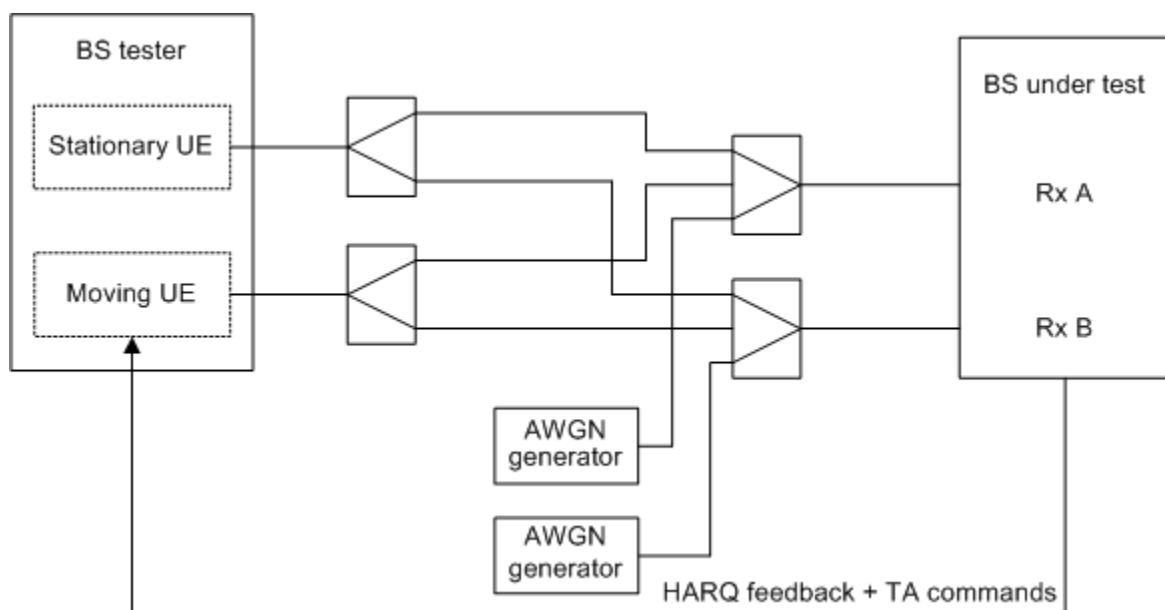 BS tester
Stationary UE
Moving UE
BS under test
Rx A
Rx B
AWGN
generator
AWGN
generator
HARQ feedback + TA commands